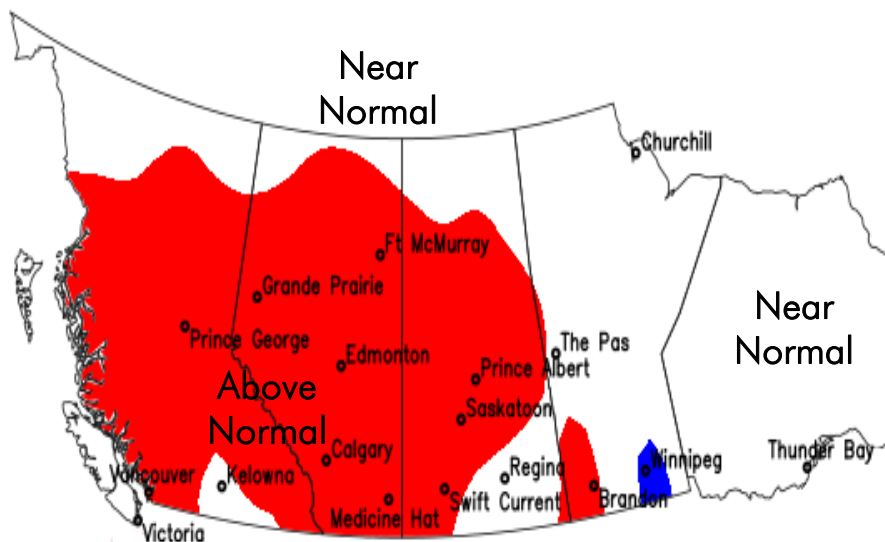 Near
Normal
Churchill
Ft McMurray
Grande Prairie
Near
Normal
Prince George
The Pas
Edmonton
Prince Albert
Above
Normal
Saskatoon
Calgary
Thunder Bay
Winnipeg
Regina
Vancouver
Kelowna
Swift Current
Brandon
Medicine Hat
Victoria